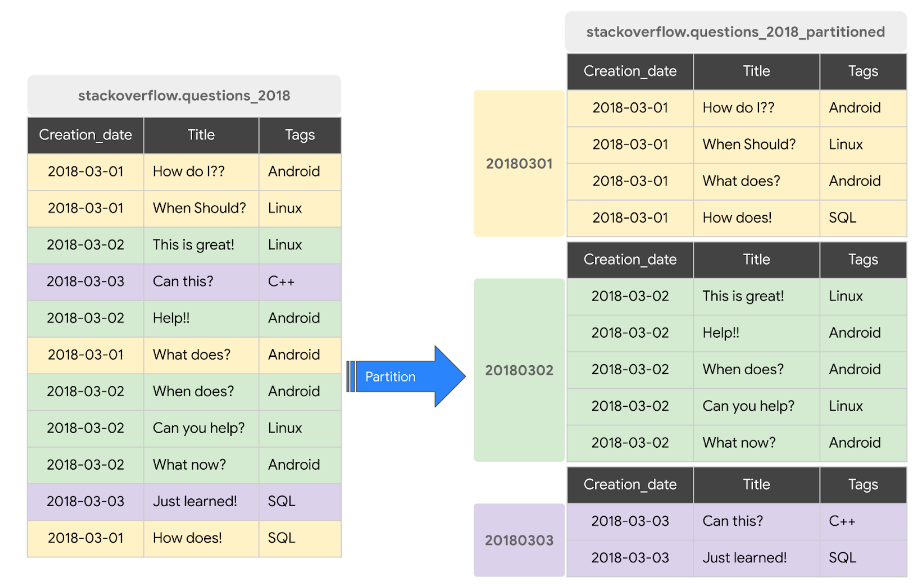 stackoverflow.questions_2018
Creation_date Title Tags
2018-03-01 How do I?? Android
2018-03-01 When Should? Linux
2018-03-02 This is great! Linux
2018-03-03 Can this? C++
2018-03-02 Help!! Android
2018-03-01 What does? Android
2018-03-02 When does? Android
2018-03-02 Can you help? Linux
2018-03-02 What now? Android
2018-03-03 Just learned! SQL
2018-03-01 How does! SQL
Partition
stackoverflow.questions_2018_partitioned
Creation_date Title Tags
20180301
2018-03-01 How do I?? Android
2018-03-01 When Should? Linux
2018-03-01 What does? Android
2018-03-01 How does! SQL
Creation_date Title Tags
20180302
2018-03-02 This is great! Linux
2018-03-02 Help!! Android
2018-03-02 When does? Android
2018-03-02 Can you help? Linux
2018-03-02 What now? Android
Creation_date Title Tags
20180303
2018-03-03 Can this? C++
2018-03-03 Just learned! SQL